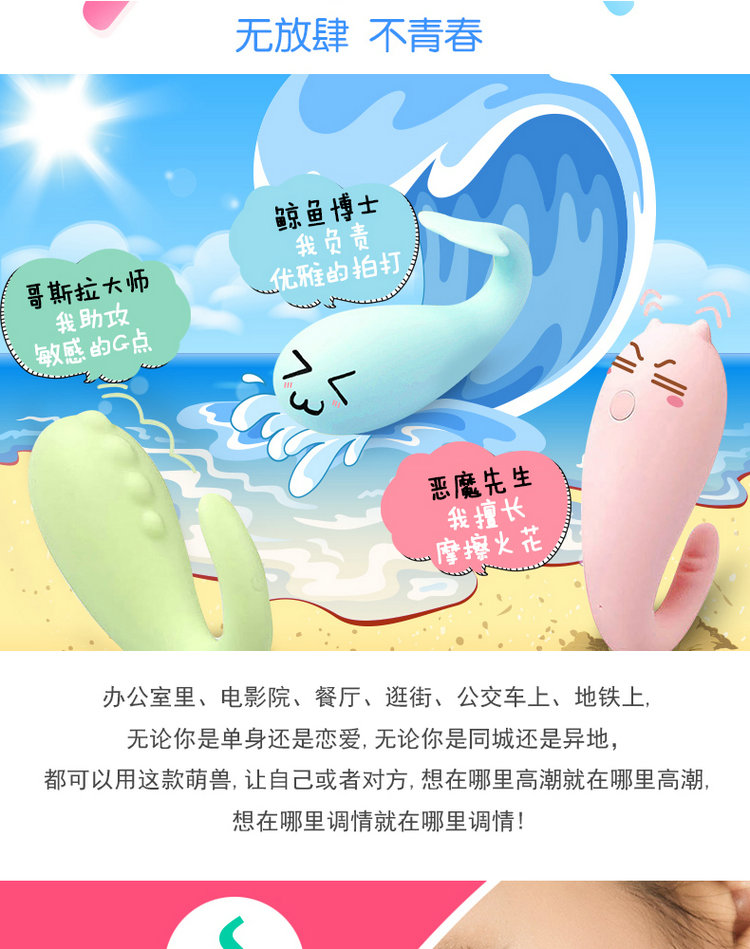 无放肆 不青春
鲸鱼博士
我负责
优雅的拍打
哥斯拉大师
我助攻
敏感的G点
恶魔先生
我擅长
摩擦火花
办公室里、电影院、餐厅、逛街、公交车上、地铁上,
无论你是单身还是恋爱,无论你是同城还是异地,
都可以用这款萌兽,让自己或者对方,想在哪里高潮就在哪里高潮,
想在哪里调情就在哪里调情!